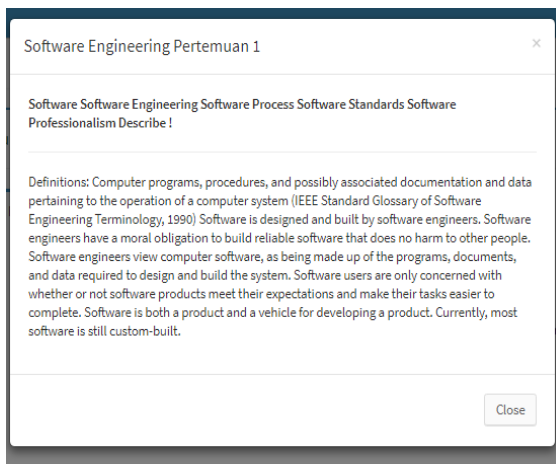 Software Engineering Pertemuan 1
×
Software Software Engineering Software Process Software Standards Software
Professionalism Describe !
Definitions: Computer programs, procedures, and possibly associated documentation and data
pertaining to the operation of a computer system (IEEE Standard Glossary of Software
Engineering Terminology, 1990) Software is designed and built by software engineers. Software
engineers have a moral obligation to build reliable software that does no harm to other people.
Software engineers view computer software, as being made up of the programs, documents,
and data required to design and build the system. Software users are only concerned with
whether or not software products meet their expectations and make their tasks easier to
complete. Software is both a product and a vehicle for developing a product. Currently, most
software is still custom-built.
Close